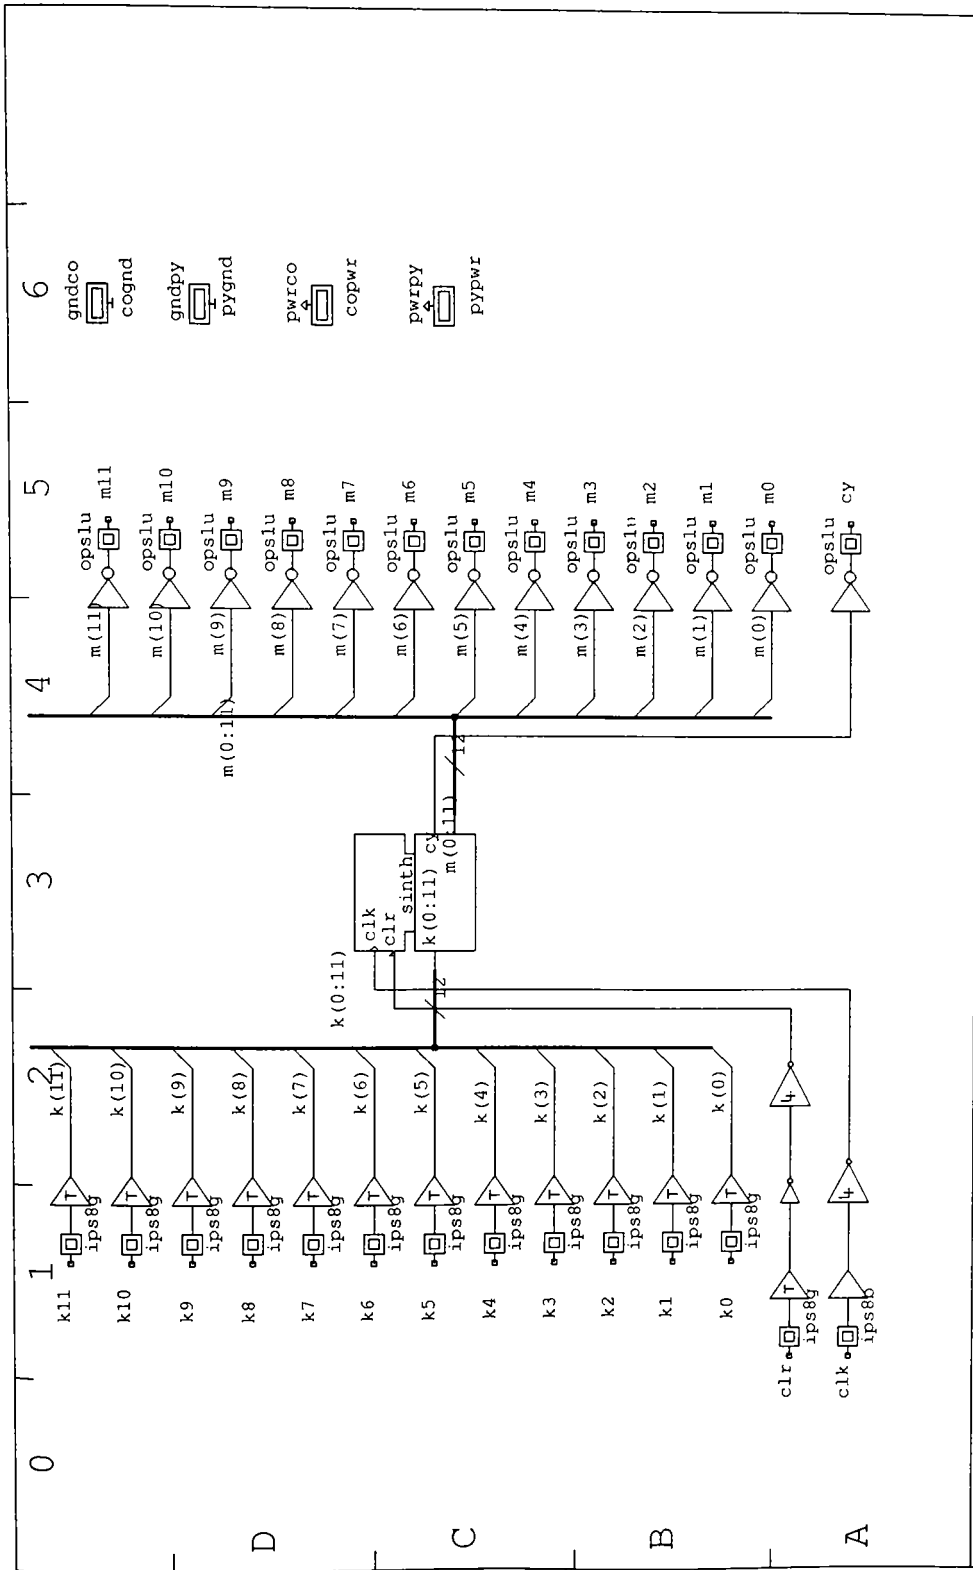 0 1 2 3 4 5 6
D
C
B
A
k11 ips8g T k(11)
k10 ips8g T k(10)
k9 ips8g T k(9)
k8 ips8g T k(8)
k7 ips8g T k(7)
k6 ips8g T k(6)
k5 ips8g T k(5)
k4 ips8g T k(4)
k3 ips8g T k(3)
k2 ips8g T k(2)
k1 ips8g T k(1)
k0 ips8g T k(0)
clr ips8g T 4
clk ips8b 4
k(0:11)
12
clk
clr
sinth
k(0:11) cy
m(0:11)
12
m(0:11)
m(11) opslu m11
m(10) opslu m10
m(9) opslu m9
m(8) opslu m8
m(7) opslu m7
m(6) opslu m6
m(5) opslu m5
m(4) opslu m4
m(3) opslu m3
m(2) opslu m2
m(1) opslu m1
m(0) opslu m0
opslu cy
gndco
cognd
gndpy
pygnd
pwrco
copwr
pwrpy
pypwr